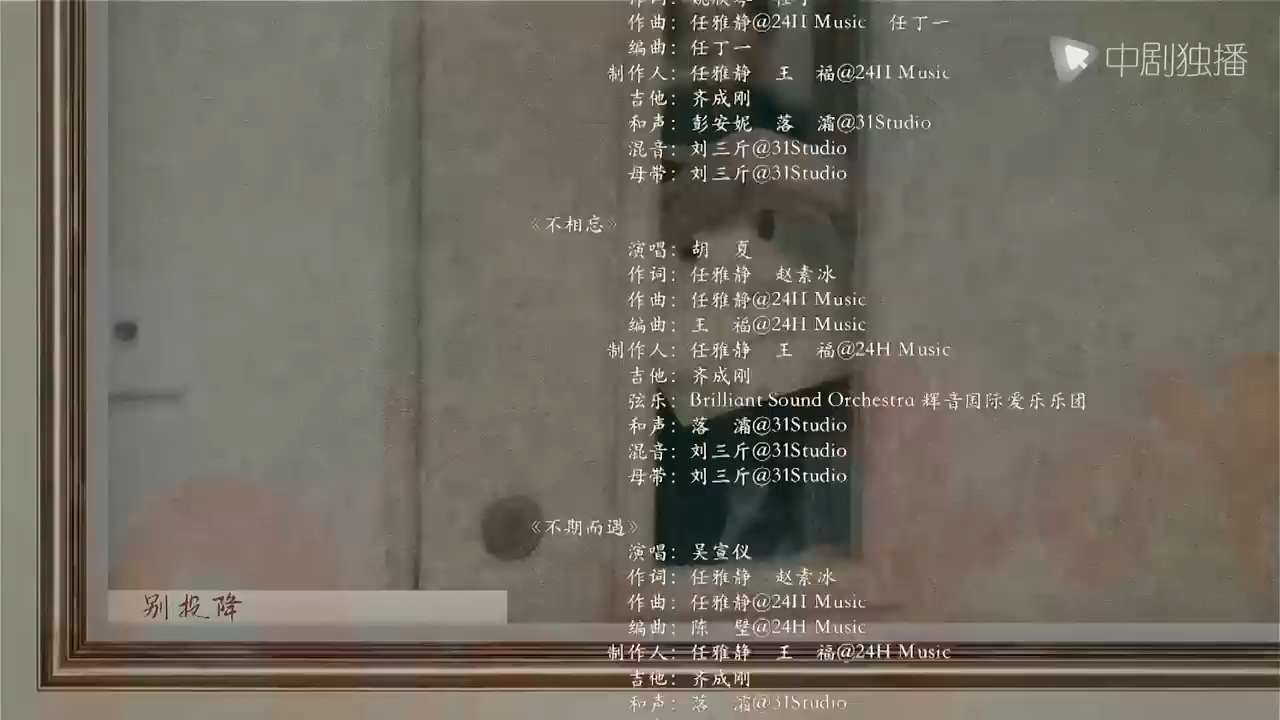 作曲：任雅静@24H Music　任丁一
中剧独播
编曲：任丁一
制作人：任雅静　王　福@24H Music
吉他：齐成刚
和声：彭安妮　落　灞@31Studio
混音：刘三斤@31Studio
母带：刘三斤@31Studio
《不相忘》
演唱：胡　夏
作词：任雅静　赵素冰
作曲：任雅静@24H Music
编曲：王　福@24H Music
制作人：任雅静　王　福@24H Music
吉他：齐成刚
弦乐：Brilliant Sound Orchestra 辉音国际爱乐乐团
和声：落　灞@31Studio
混音：刘三斤@31Studio
母带：刘三斤@31Studio
《不期而遇》
演唱：吴宣仪
作词：任雅静　赵素冰
作曲：任雅静@24H Music
别投降
编曲：陈　璧@24H Music
制作人：任雅静　王　福@24H Music
吉他：齐成刚
和声：落　灞@31Studio